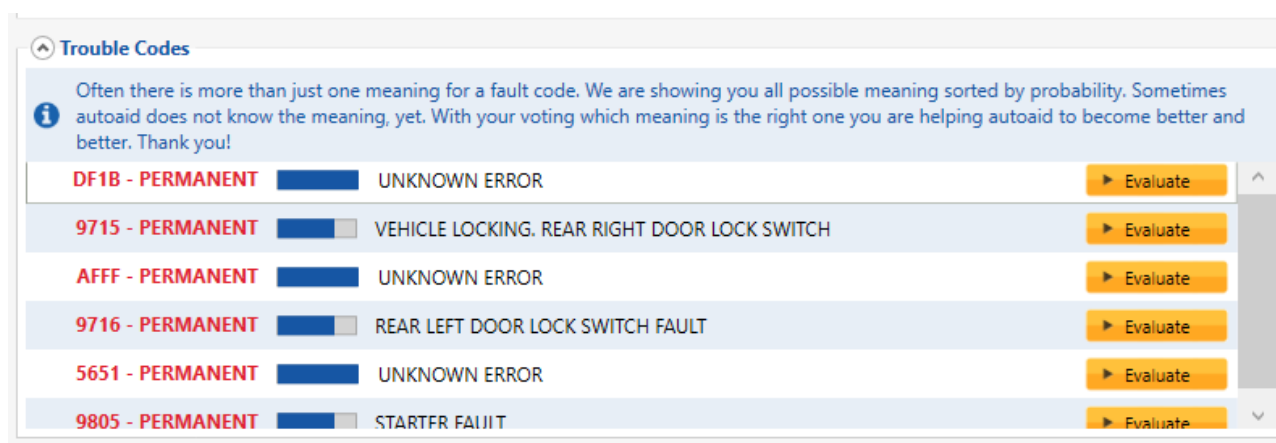 Trouble Codes
Often there is more than just one meaning for a fault code. We are showing you all possible meaning sorted by probability. Sometimes
autoaid does not know the meaning, yet. With your voting which meaning is the right one you are helping autoaid to become better and
better. Thank you!
DF1B - PERMANENT UNKNOWN ERROR Evaluate
9715 - PERMANENT VEHICLE LOCKING. REAR RIGHT DOOR LOCK SWITCH Evaluate
AFFF - PERMANENT UNKNOWN ERROR Evaluate
9716 - PERMANENT REAR LEFT DOOR LOCK SWITCH FAULT Evaluate
5651 - PERMANENT UNKNOWN ERROR Evaluate
9805 - PERMANENT STARTER FAULT Evaluate